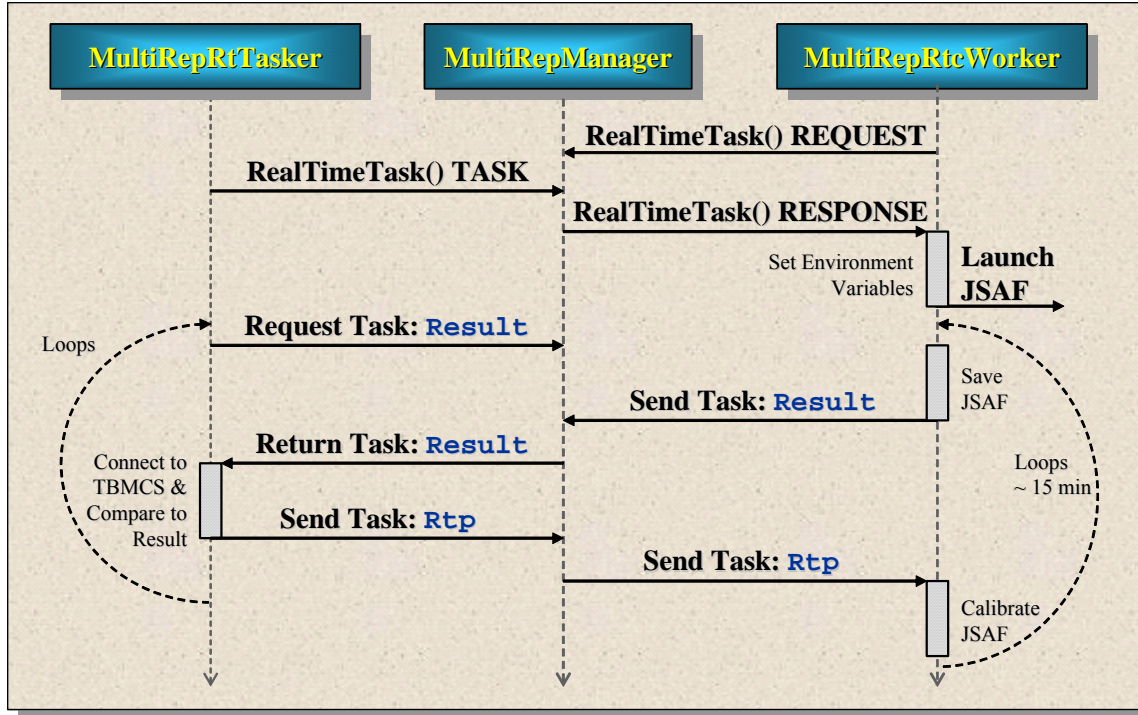 MultiRepRtTasker
MultiRepManager
MultiRepRtcWorker
RealTimeTask() REQUEST
RealTimeTask() TASK
RealTimeTask() RESPONSE
Set Environment
Variables
Launch
JSAF
Loops
Request Task: Result
Save
JSAF
Send Task: Result
Return Task: Result
Connect to
TBMCS &
Compare to
Result
Loops
~ 15 min
Send Task: Rtp
Send Task: Rtp
Calibrate
JSAF